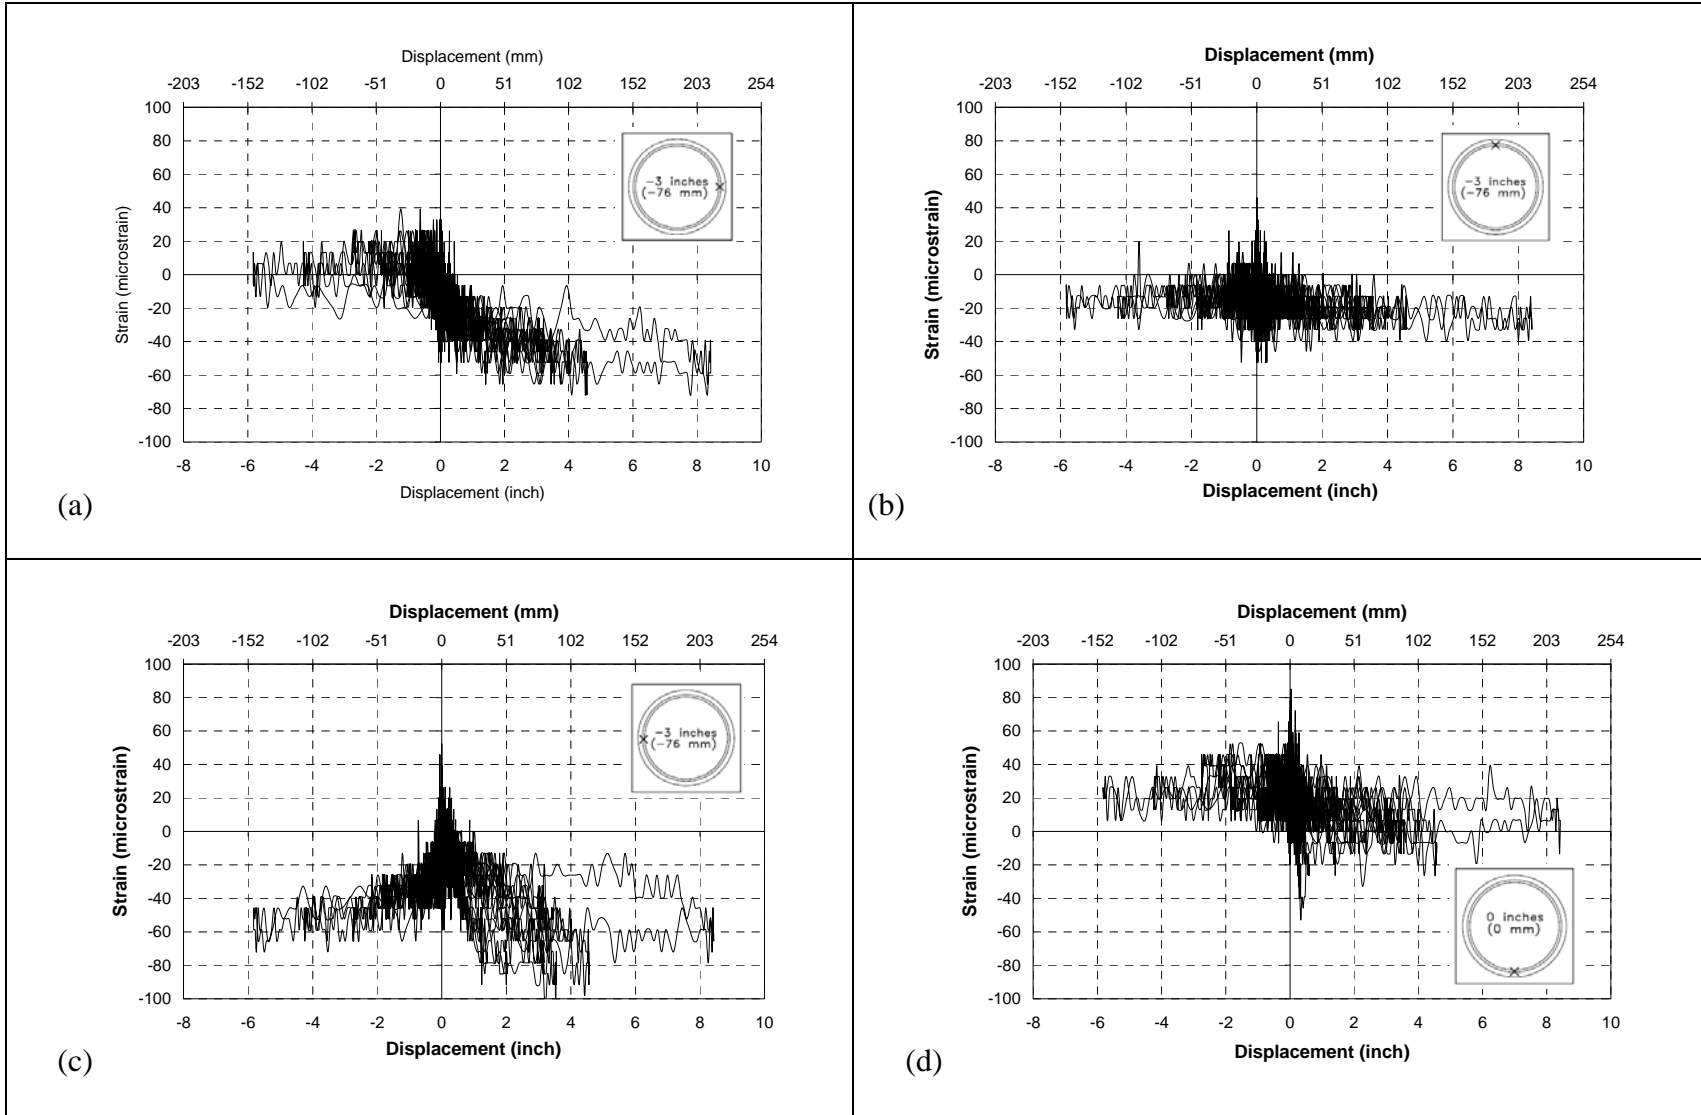 Displacement (mm)
-203 -152 -102 -51 0 51 102 152 203 254
100
80
60
40
20
0
-20
-40
-60
-80
-100
Strain (microstrain)
-3 inches
(-76 mm)
-8 -6 -4 -2 0 2 4 6 8 10
Displacement (inch)
(a)
Displacement (mm)
-203 -152 -102 -51 0 51 102 152 203 254
100
80
60
40
20
0
-20
-40
-60
-80
-100
Strain (microstrain)
-3 inches
(-76 mm)
-8 -6 -4 -2 0 2 4 6 8 10
Displacement (inch)
(b)
Displacement (mm)
-203 -152 -102 -51 0 51 102 152 203 254
100
80
60
40
20
0
-20
-40
-60
-80
-100
Strain (microstrain)
-3 inches
(-76 mm)
-8 -6 -4 -2 0 2 4 6 8 10
Displacement (inch)
(c)
Displacement (mm)
-203 -152 -102 -51 0 51 102 152 203 254
100
80
60
40
20
0
-20
-40
-60
-80
-100
Strain (microstrain)
0 inches
(0 mm)
-8 -6 -4 -2 0 2 4 6 8 10
Displacement (inch)
(d)